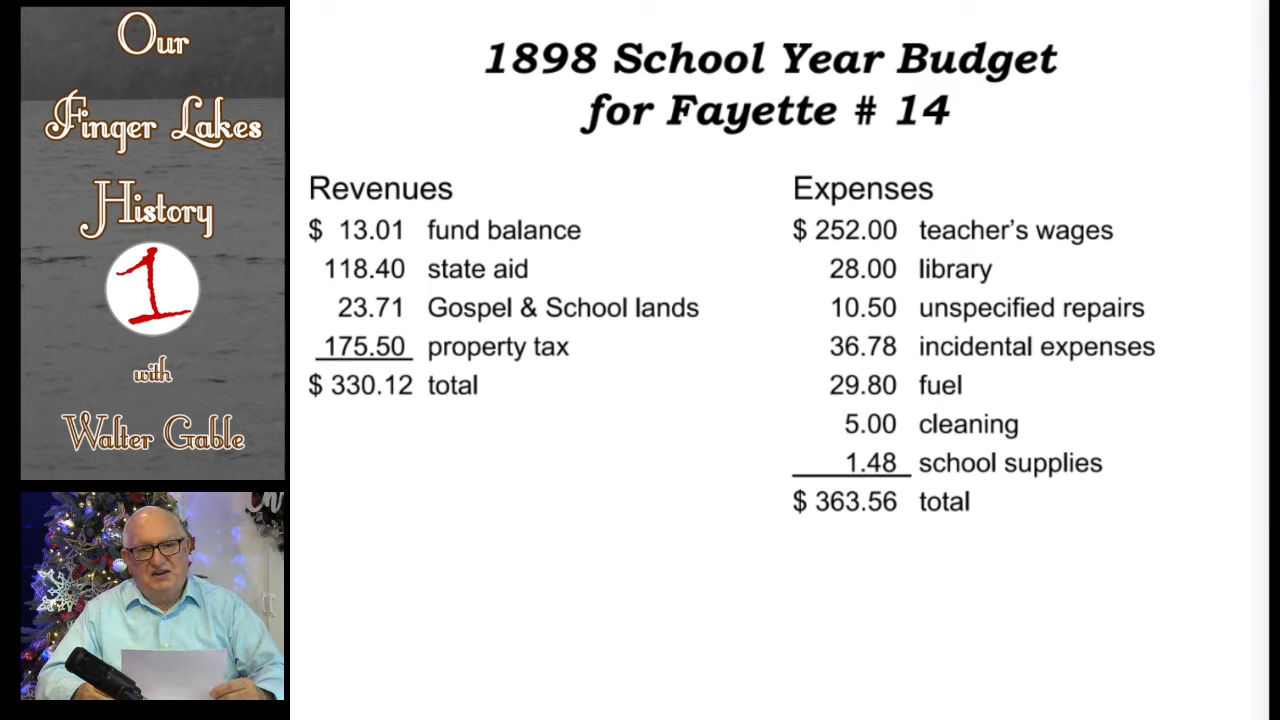 Our
Finger Lakes
History
1
with
Walter Gable
1898 School Year Budget
for Fayette # 14
Revenues
$ 13.01 fund balance
118.40 state aid
23.71 Gospel & School lands
175.50 property tax
$ 330.12 total
Expenses
$ 252.00 teacher’s wages
28.00 library
10.50 unspecified repairs
36.78 incidental expenses
29.80 fuel
5.00 cleaning
1.48 school supplies
$ 363.56 total